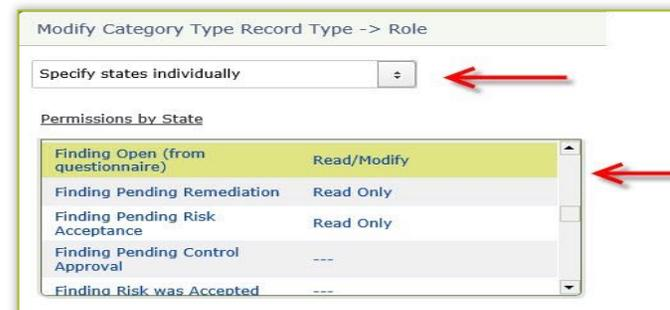 Modify Category Type Record Type -> Role
Specify states individually
Permissions by State
Finding Open (from
questionnaire) Read/Modify
Finding Pending Remediation Read Only
Finding Pending Risk
Acceptance Read Only
Finding Pending Control
Approval ---
Finding Risk was Accepted ---